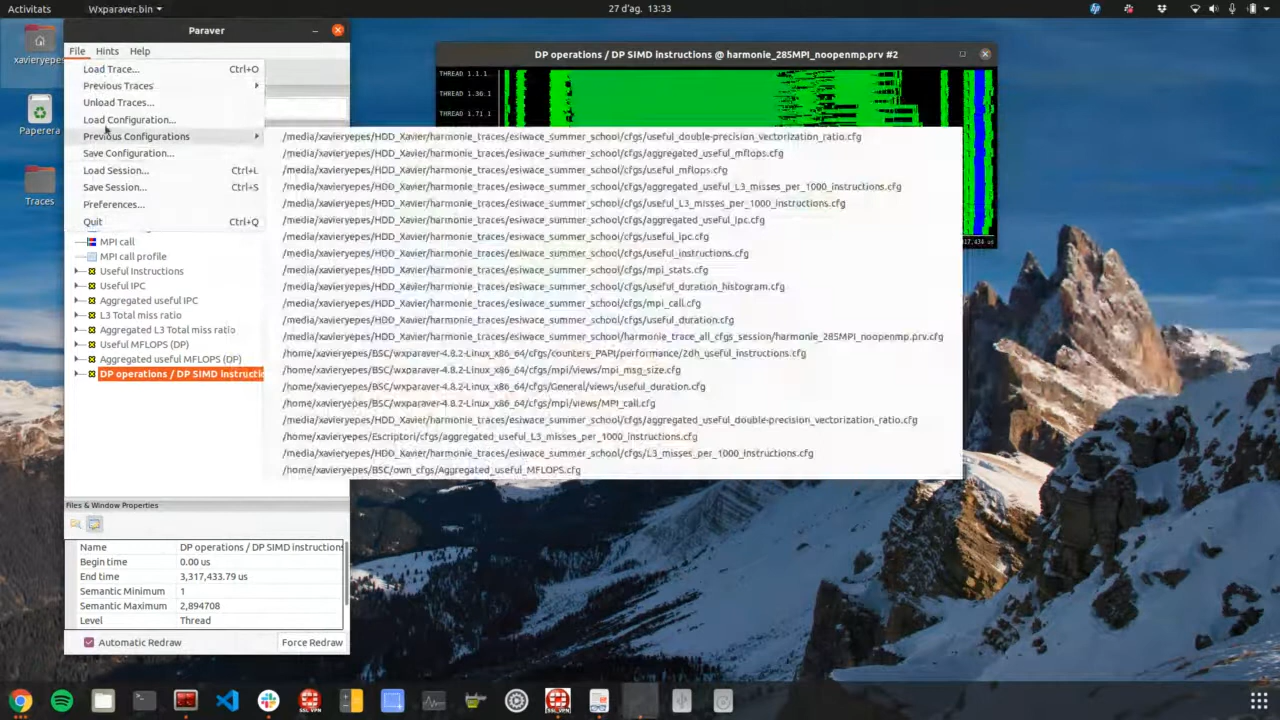 Activitats
Wxparaver.bin
27 d'ag. 13:33
xavieryepes
Paperera
Traces
Paraver
File Hints Help
Load Trace... Ctrl+O
Previous Traces
Unload Traces...
Load Configuration...
Previous Configurations
Save Configuration...
Load Session... Ctrl+L
Save Session... Ctrl+S
Preferences...
Quit Ctrl+Q
/media/xavieryepes/HDD_Xavier/harmonie_traces/esiwace_summer_school/cfgs/useful_double-precision_vectorization_ratio.cfg
/media/xavieryepes/HDD_Xavier/harmonie_traces/esiwace_summer_school/cfgs/aggregated_useful_mflops.cfg
/media/xavieryepes/HDD_Xavier/harmonie_traces/esiwace_summer_school/cfgs/useful_mflops.cfg
/media/xavieryepes/HDD_Xavier/harmonie_traces/esiwace_summer_school/cfgs/aggregated_useful_L3_misses_per_1000_instructions.cfg
/media/xavieryepes/HDD_Xavier/harmonie_traces/esiwace_summer_school/cfgs/useful_L3_misses_per_1000_instructions.cfg
/media/xavieryepes/HDD_Xavier/harmonie_traces/esiwace_summer_school/cfgs/aggregated_useful_ipc.cfg
/media/xavieryepes/HDD_Xavier/harmonie_traces/esiwace_summer_school/cfgs/useful_ipc.cfg
/media/xavieryepes/HDD_Xavier/harmonie_traces/esiwace_summer_school/cfgs/useful_instructions.cfg
/media/xavieryepes/HDD_Xavier/harmonie_traces/esiwace_summer_school/cfgs/mpi_stats.cfg
/media/xavieryepes/HDD_Xavier/harmonie_traces/esiwace_summer_school/cfgs/useful_duration_histogram.cfg
/media/xavieryepes/HDD_Xavier/harmonie_traces/esiwace_summer_school/cfgs/mpi_call.cfg
/media/xavieryepes/HDD_Xavier/harmonie_traces/esiwace_summer_school/cfgs/useful_duration.cfg
/media/xavieryepes/HDD_Xavier/harmonie_traces/esiwace_summer_school/harmonie_trace_all_cfgs_session/harmonie_285MPI_noopenmp.prv.cfg
/home/xavieryepes/BSC/wxparaver-4.8.2-Linux_x86_64/cfgs/counters_PAPI/performance/2dh_useful_instructions.cfg
/home/xavieryepes/BSC/wxparaver-4.8.2-Linux_x86_64/cfgs/mpi/views/mpi_msg_size.cfg
/home/xavieryepes/BSC/wxparaver-4.8.2-Linux_x86_64/cfgs/General/views/useful_duration.cfg
/home/xavieryepes/BSC/wxparaver-4.8.2-Linux_x86_64/cfgs/mpi/views/MPI_call.cfg
/media/xavieryepes/HDD_Xavier/harmonie_traces/esiwace_summer_school/cfgs/aggregated_useful_double-precision_vectorization_ratio.cfg
/home/xavieryepes/Escriptori/cfgs/aggregated_useful_L3_misses_per_1000_instructions.cfg
/media/xavieryepes/HDD_Xavier/harmonie_traces/esiwace_summer_school/cfgs/L3_misses_per_1000_instructions.cfg
/home/xavieryepes/BSC/own_cfgs/Aggregated_useful_MFLOPS.cfg
MPI call
MPI call profile
Useful Instructions
Useful IPC
Aggregated useful IPC
L3 Total miss ratio
Aggregated L3 Total miss ratio
Useful MFLOPS (DP)
Aggregated useful MFLOPS (DP)
DP operations / DP SIMD instructio
Files & Window Properties
Name DP operations / DP SIMD instructions
Begin time 0.00 us
End time 3,317,433.79 us
Semantic Minimum 1
Semantic Maximum 2,894708
Level Thread
Automatic Redraw
Force Redraw
DP operations / DP SIMD instructions @ harmonie_285MPI_noopenmp.prv #2
THREAD 1.1.1
THREAD 1.36.1
THREAD 1.71.1
17,434 us
SSL VPN
SSL VPN